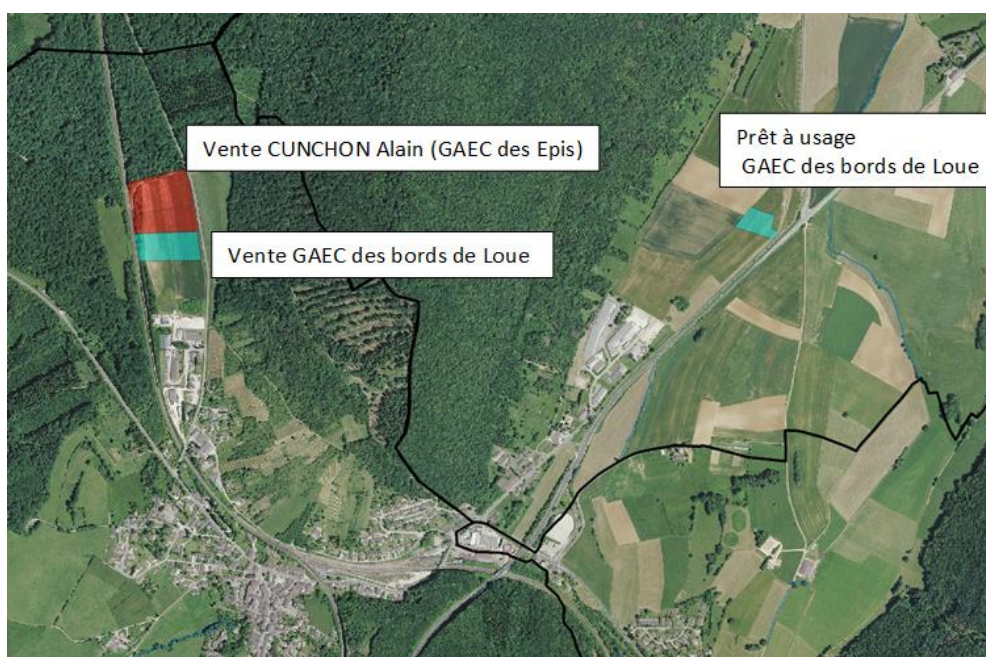 Vente CUNCHON Alain (GAEC des Epis)
Prêt à usage
GAEC des bords de Loue
Vente GAEC des bords de Loue